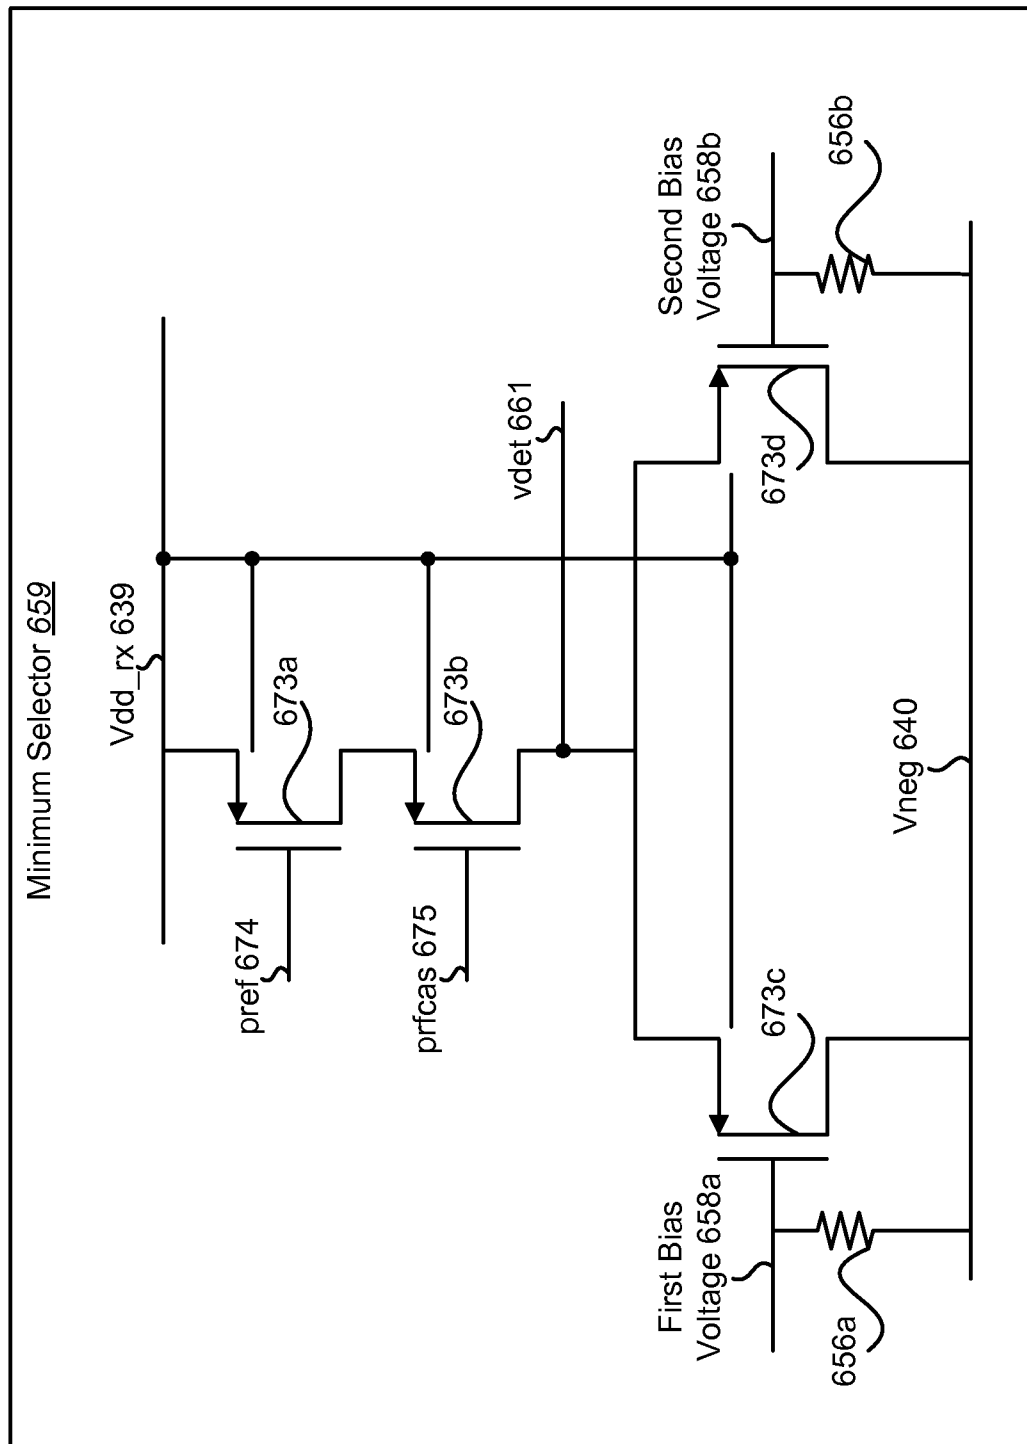 Minimum Selector 659
Vdd_rx 639
pref 674
673a
prfcas 675
673b
vdet 661
First Bias
Voltage 658a
Second Bias
Voltage 658b
673c
673d
656a
656b
Vneg 640